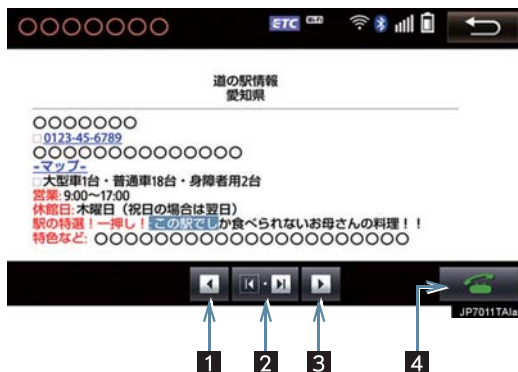 ○○○○○○○ ETC Wi-Fi
道の駅情報
愛知県
○○○○○○○
0123-45-6789
○○○○○○○○○○○○○○
-マップ-
大型車1台・普通車18台・身障者用2台
営業: 9:00~17:00
休館日: 木曜日（祝日の場合は翌日）
駅の特選！一押し！: この駅でしか食べられないお母さんの料理！！
特色など: ○○○○○○○○○○○○○○○○○○○○○
JP7011TAIa
1 2 3 4